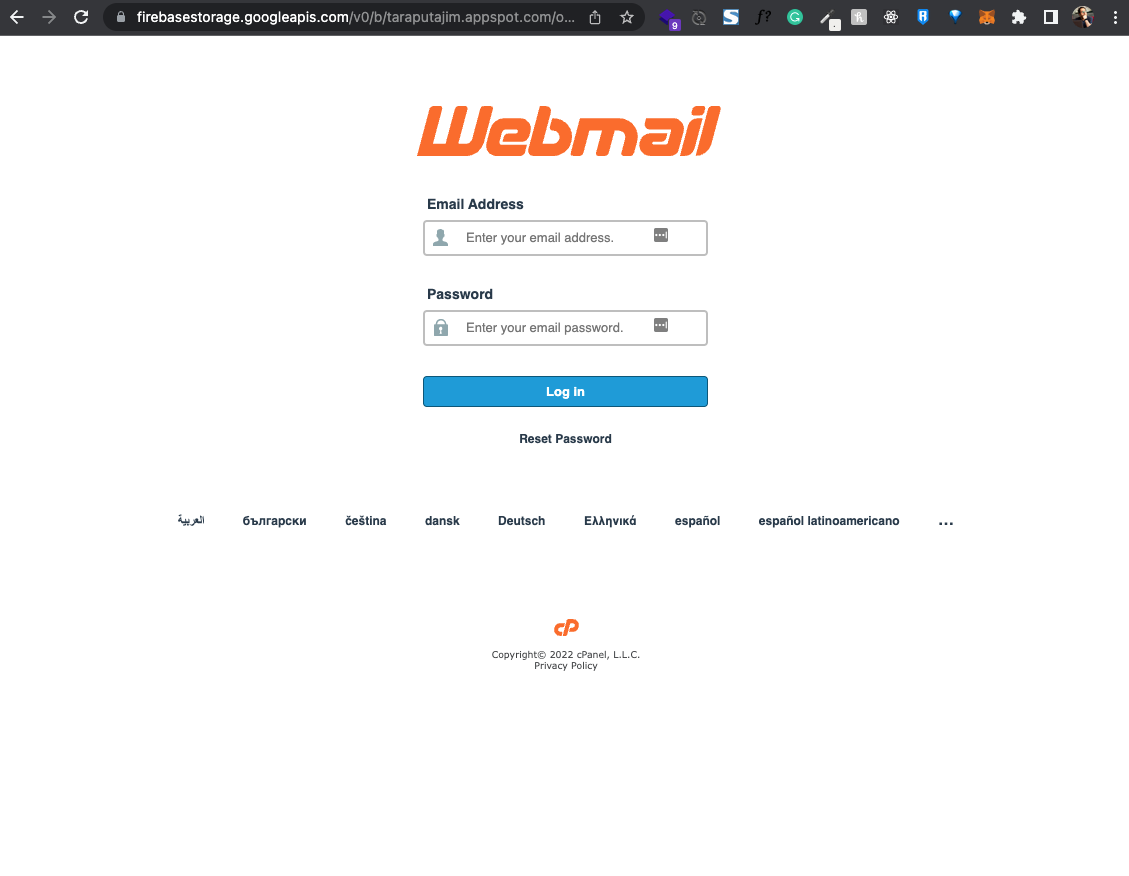 firebasestorage.googleapis.com/v0/b/taraputajim.appspot.com/o...
9
Webmail
Email Address
Enter your email address.
Password
Enter your email password.
Log in
Reset Password
العربية български čeština dansk Deutsch Ελληνικά español español latinoamericano ...
cP
Copyright© 2022 cPanel, L.L.C.
Privacy Policy